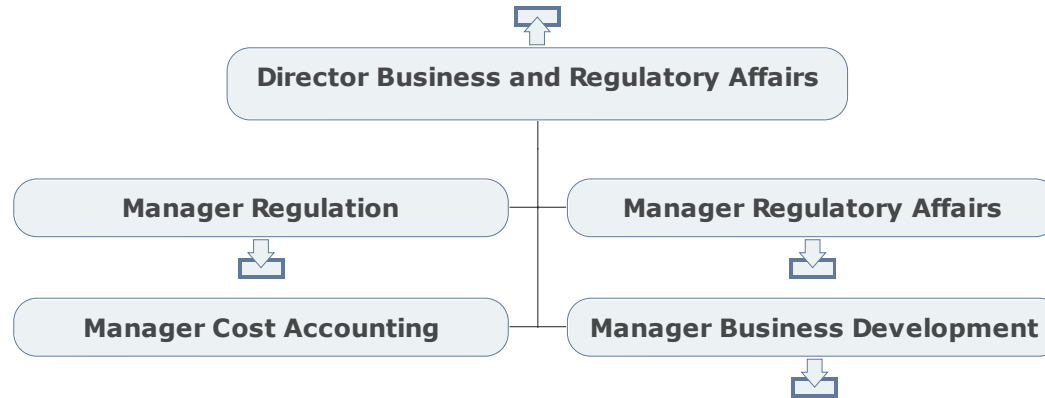 Director Business and Regulatory Affairs
Manager Regulation
Manager Regulatory Affairs
Manager Cost Accounting
Manager Business Development